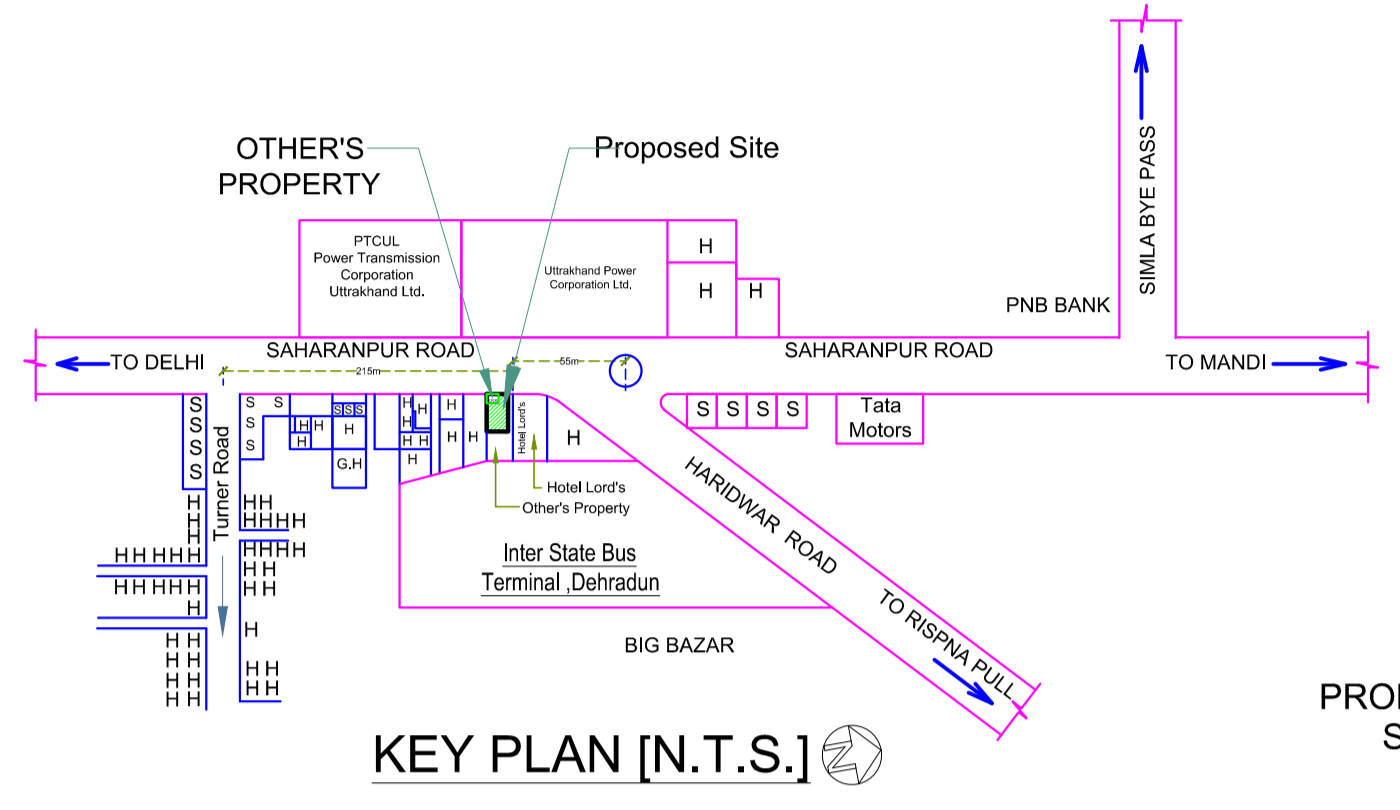 OTHER'S
PROPERTY
Proposed Site
PTCUL
Power Transmission
Corporation
Uttrakhand Ltd.
Uttrakhand Power
Corporation Ltd.
H
H
H
PNB BANK
SIMLA BYE PASS
TO DELHI
SAHARANPUR ROAD
215m
55m
SAHARANPUR ROAD
TO MANDI
S
S
S
S
S S
S
S
S S S
H H
H
H
G.H
H H
H
H H
H
H
H H
Hotel Lord's
H
S S S S
Tata
Motors
Turner Road
HARIDWAR ROAD
TO RISPNA PULL
Hotel Lord's
Other's Property
Inter State Bus
Terminal ,Dehradun
BIG BAZAR
H
H
H
H H H H H
H H H H H
H
H H
H H
H H
H H
H H
H H H H
H H H H
H H
H H
H
H H
H H
KEY PLAN [N.T.S.]
N